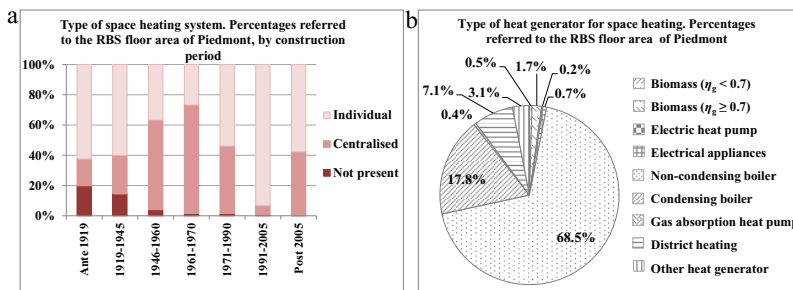 a
Type of space heating system. Percentages referred
to the RBS floor area of Piedmont, by construction
period
100%
80%
60%
40%
20%
0%
Ante 1919
1919-1945
1946-1960
1961-1970
1971-1990
1991-2005
Post 2005
Individual
Centralised
Not present
b
Type of heat generator for space heating. Percentages
referred to the RBS floor area of Piedmont
0.5%
1.7%
0.2%
0.7%
7.1%
3.1%
0.4%
17.8%
68.5%
Biomass (ηg < 0.7)
Biomass (ηg ≥ 0.7)
Electric heat pump
Electrical appliances
Non-condensing boiler
Condensing boiler
Gas absorption heat pump
District heating
Other heat generator